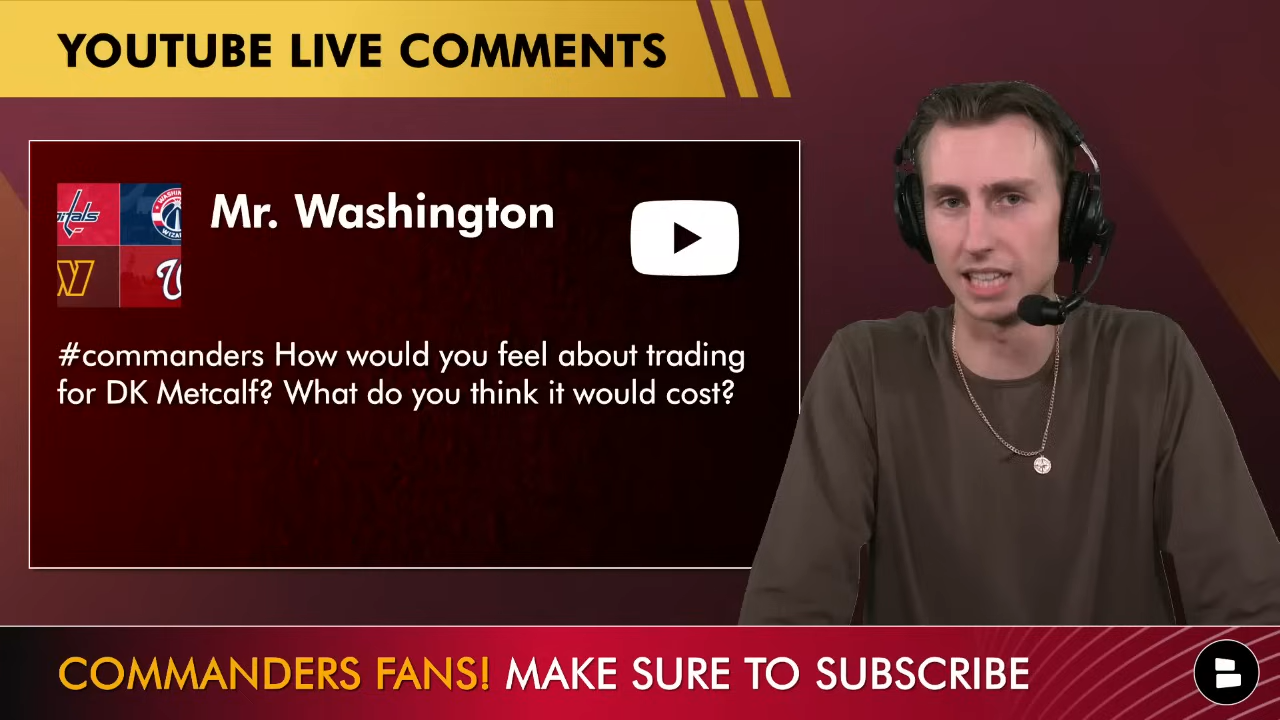 YOUTUBE LIVE COMMENTS
Mr. Washington
#commanders How would you feel about trading
for DK Metcalf? What do you think it would cost?
COMMANDERS FANS! MAKE SURE TO SUBSCRIBE